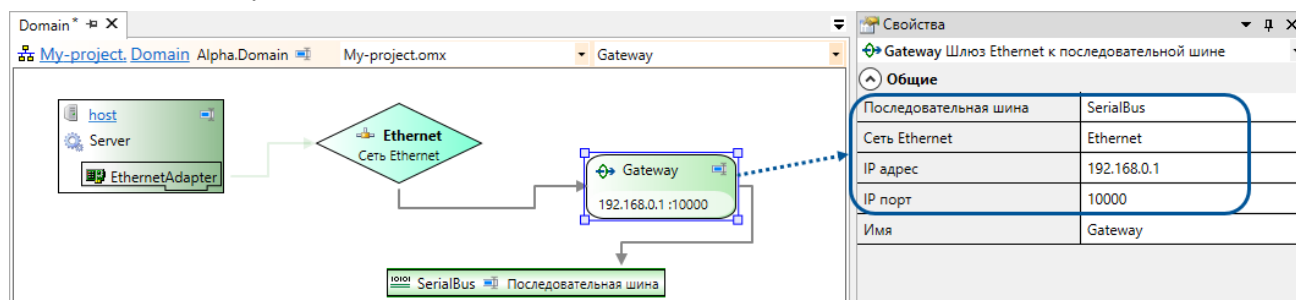 Domain*
My-project. Domain Alpha.Domain My-project.omx Gateway
host
Server
EthernetAdapter
Ethernet
Сеть Ethernet
Gateway
192.168.0.1 :10000
SerialBus Последовательная шина
Свойства
Gateway Шлюз Ethernet к последовательной шине
Общие
Последовательная шина SerialBus
Сеть Ethernet Ethernet
IP адрес 192.168.0.1
IP порт 10000
Имя Gateway